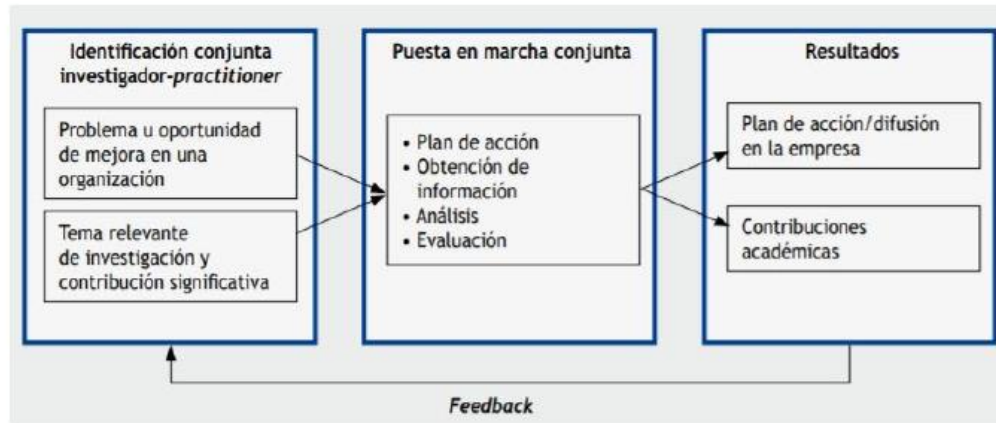 Identificación conjunta
investigador-practitioner
Problema u oportunidad
de mejora en una
organización
Tema relevante
de investigación y
contribución significativa
Puesta en marcha conjunta
• Plan de acción
• Obtención de
información
• Análisis
• Evaluación
Resultados
Plan de acción/difusión
en la empresa
Contribuciones
académicas
Feedback